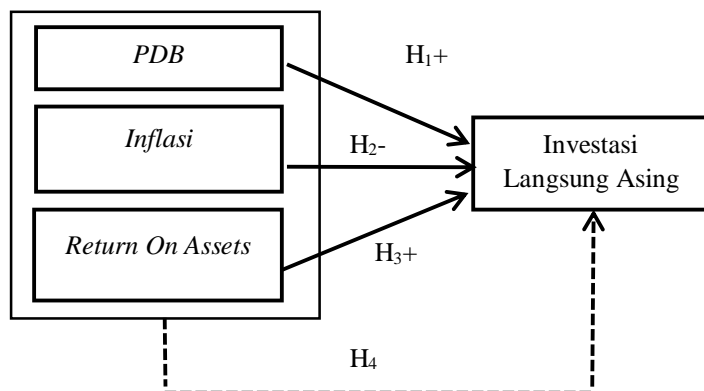 PDB
H₁+
Inflasi
H₂-
Investasi
Langsung Asing
Return On Assets
H₃+
H₄